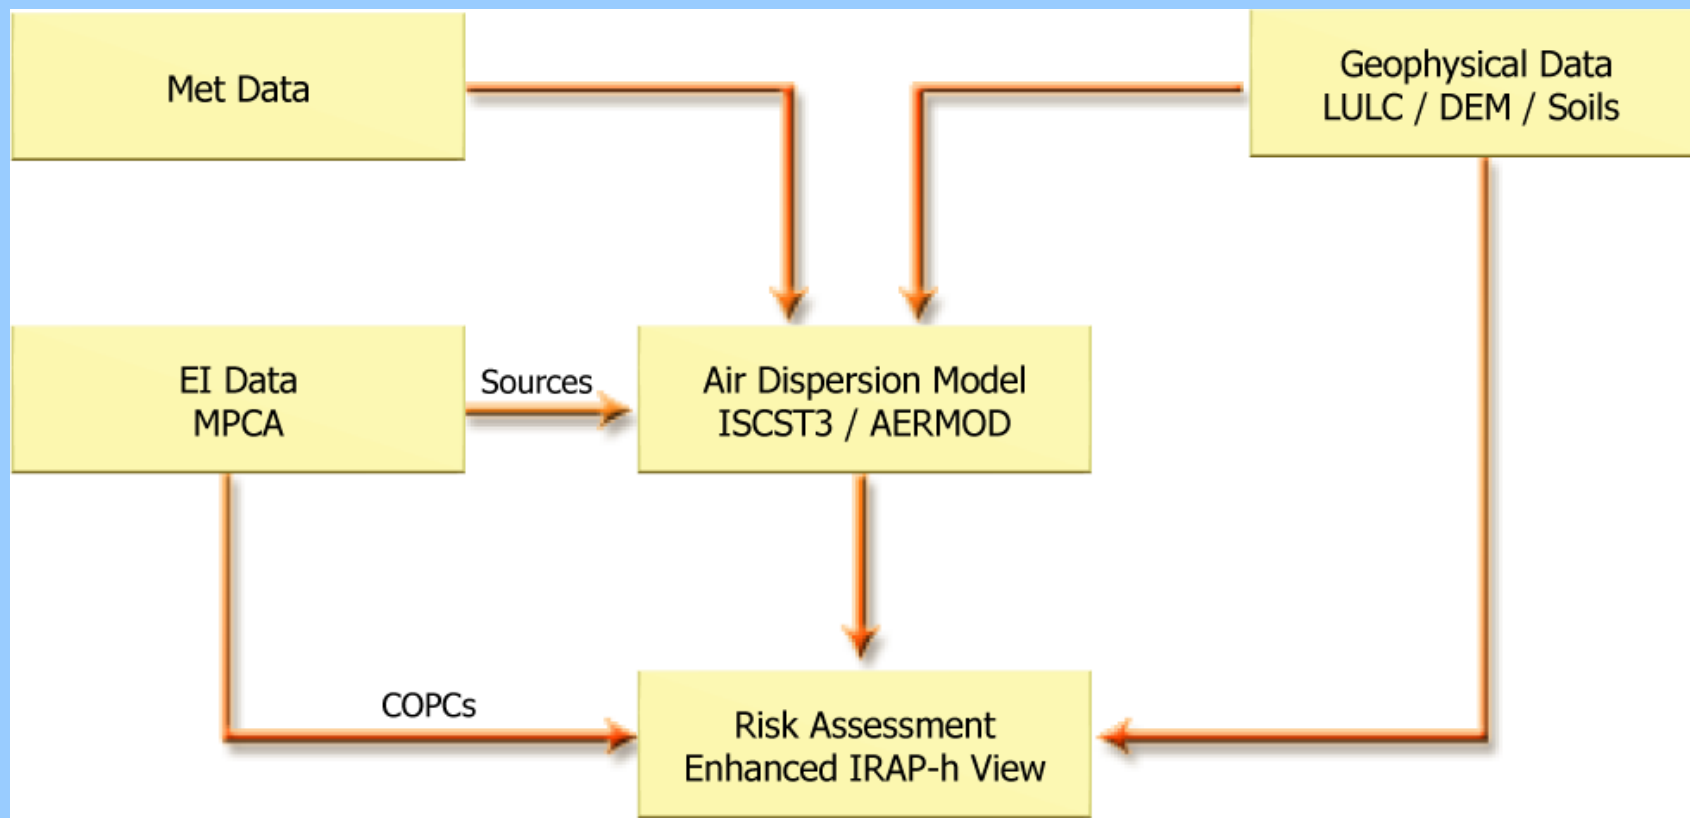 Met Data
Geophysical Data
LULC / DEM / Soils
EI Data
MPCA
Sources
Air Dispersion Model
ISCST3 / AERMOD
COPCs
Risk Assessment
Enhanced IRAP-h View